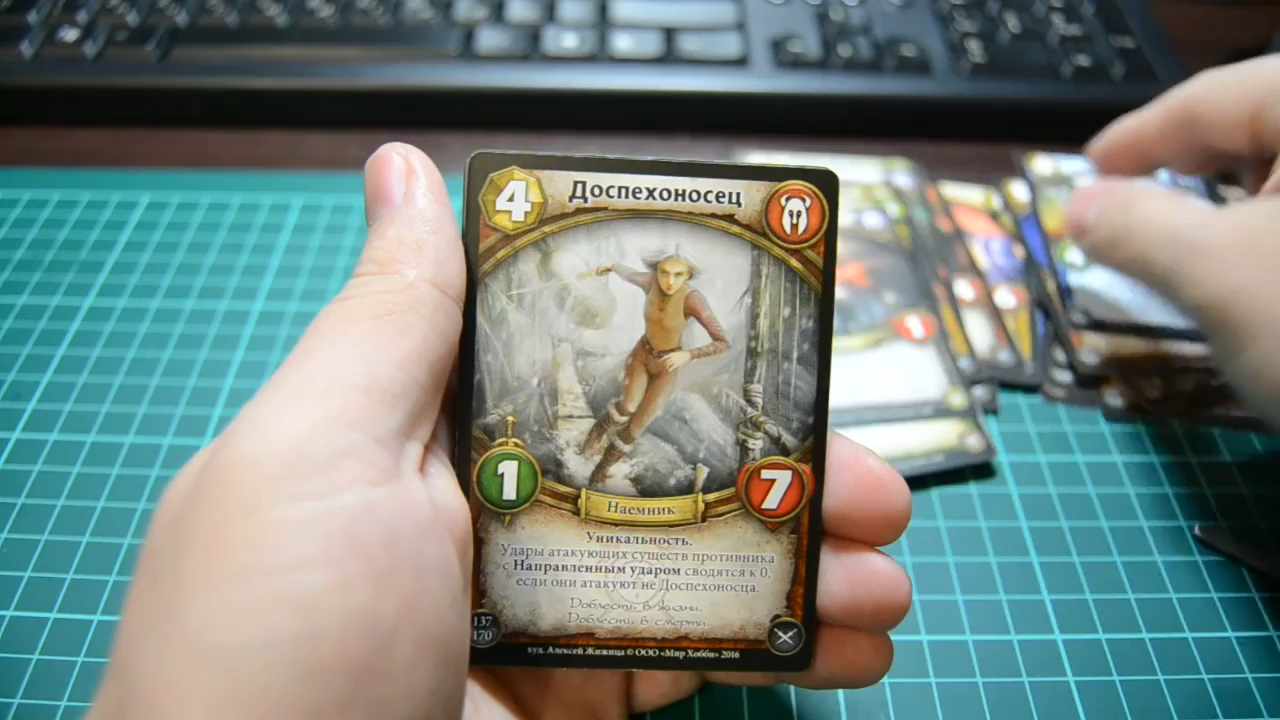 4
Доспехоносец
1
7
Наемник
Уникальность.
Удары атакующих существ противника
с Направленным ударом сводятся к 0,
если они атакуют не Доспехоносца.
Доблесть в жизни.
Доблесть в смерти.
137
170
худ. Алексей Жижица © ООО «Мир Хобби» 2016
1